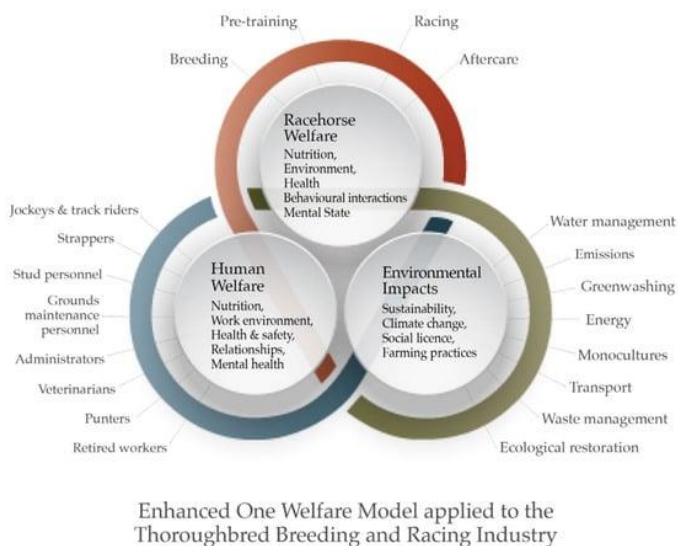 Pre-training
Racing
Breeding
Aftercare
Racehorse
Welfare
Nutrition,
Environment,
Health
Behavioural interactions
Mental State
Jockeys & track riders
Strappers
Stud personnel
Grounds
maintenance
personnel
Administrators
Veterinarians
Punters
Retired workers
Human
Welfare
Nutrition,
Work environment,
Health & safety,
Relationships,
Mental health
Environmental
Impacts
Sustainability,
Climate change,
Social licence,
Farming practices
Water management
Emissions
Greenwashing
Energy
Monocultures
Transport
Waste management
Ecological restoration
Enhanced One Welfare Model applied to the
Thoroughbred Breeding and Racing Industry